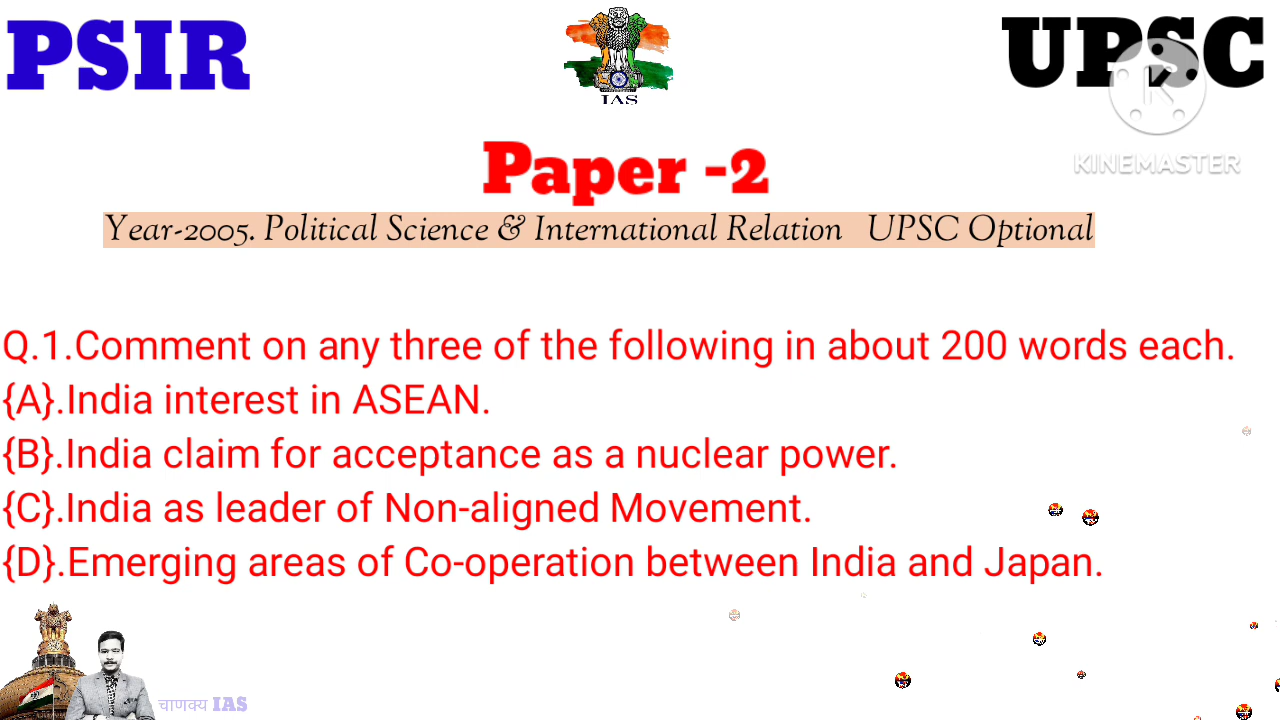 PSIR
IAS
UPSC
KINEMASTER
Paper -2
Year-2005. Political Science & International Relation UPSC Optional
Q.1.Comment on any three of the following in about 200 words each.
{A}.India interest in ASEAN.
{B}.India claim for acceptance as a nuclear power.
{C}.India as leader of Non-aligned Movement.
{D}.Emerging areas of Co-operation between India and Japan.
चाणक्य IAS